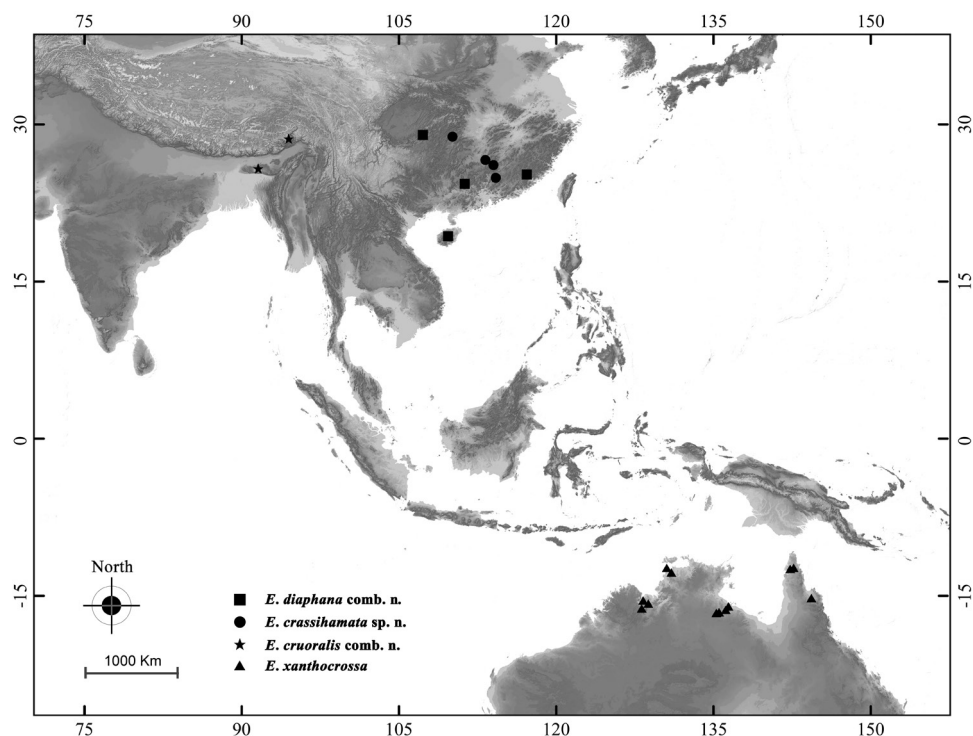 75 90 105 120 135 150
30 30
15 15
0 0
-15 -15
North
1000 Km
E. diaphana comb. n.
E. crassihamata sp. n.
E. cruoralis comb. n.
E. xanthocrossa
75 90 105 120 135 150